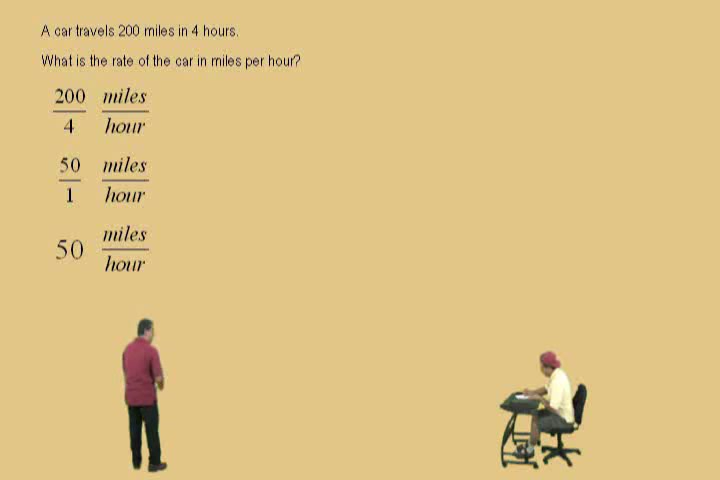 A car travels 200 miles in 4 hours.
What is the rate of the car in miles per hour?
200 miles
4 hour
50 miles
1 hour
50 miles
hour